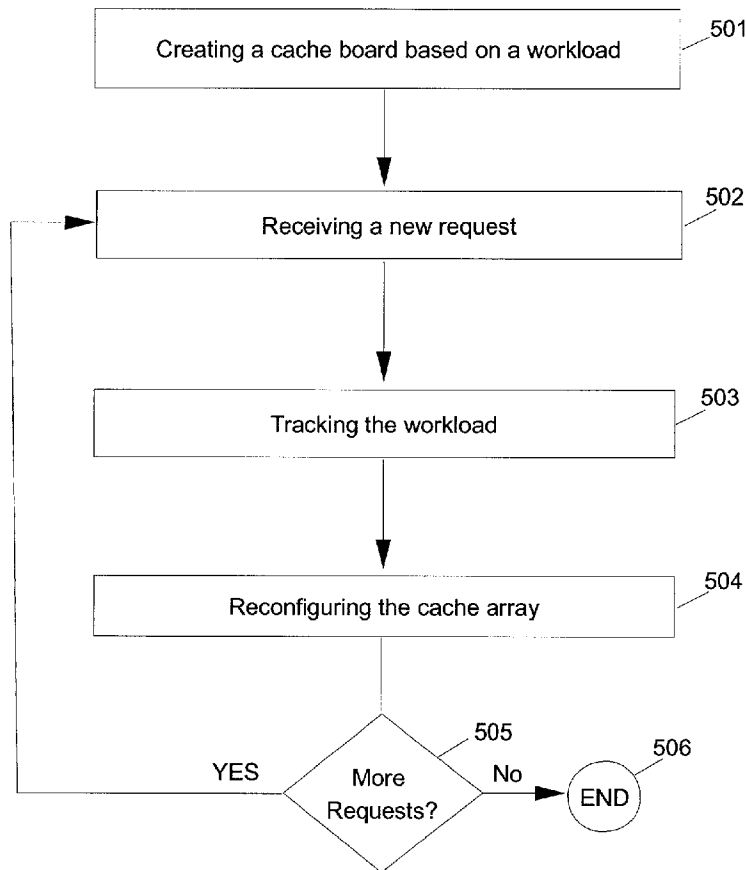 Creating a cache board based on a workload
501
Receiving a new request
502
Tracking the workload
503
Reconfiguring the cache array
504
More
Requests?
505
YES
No
END
506